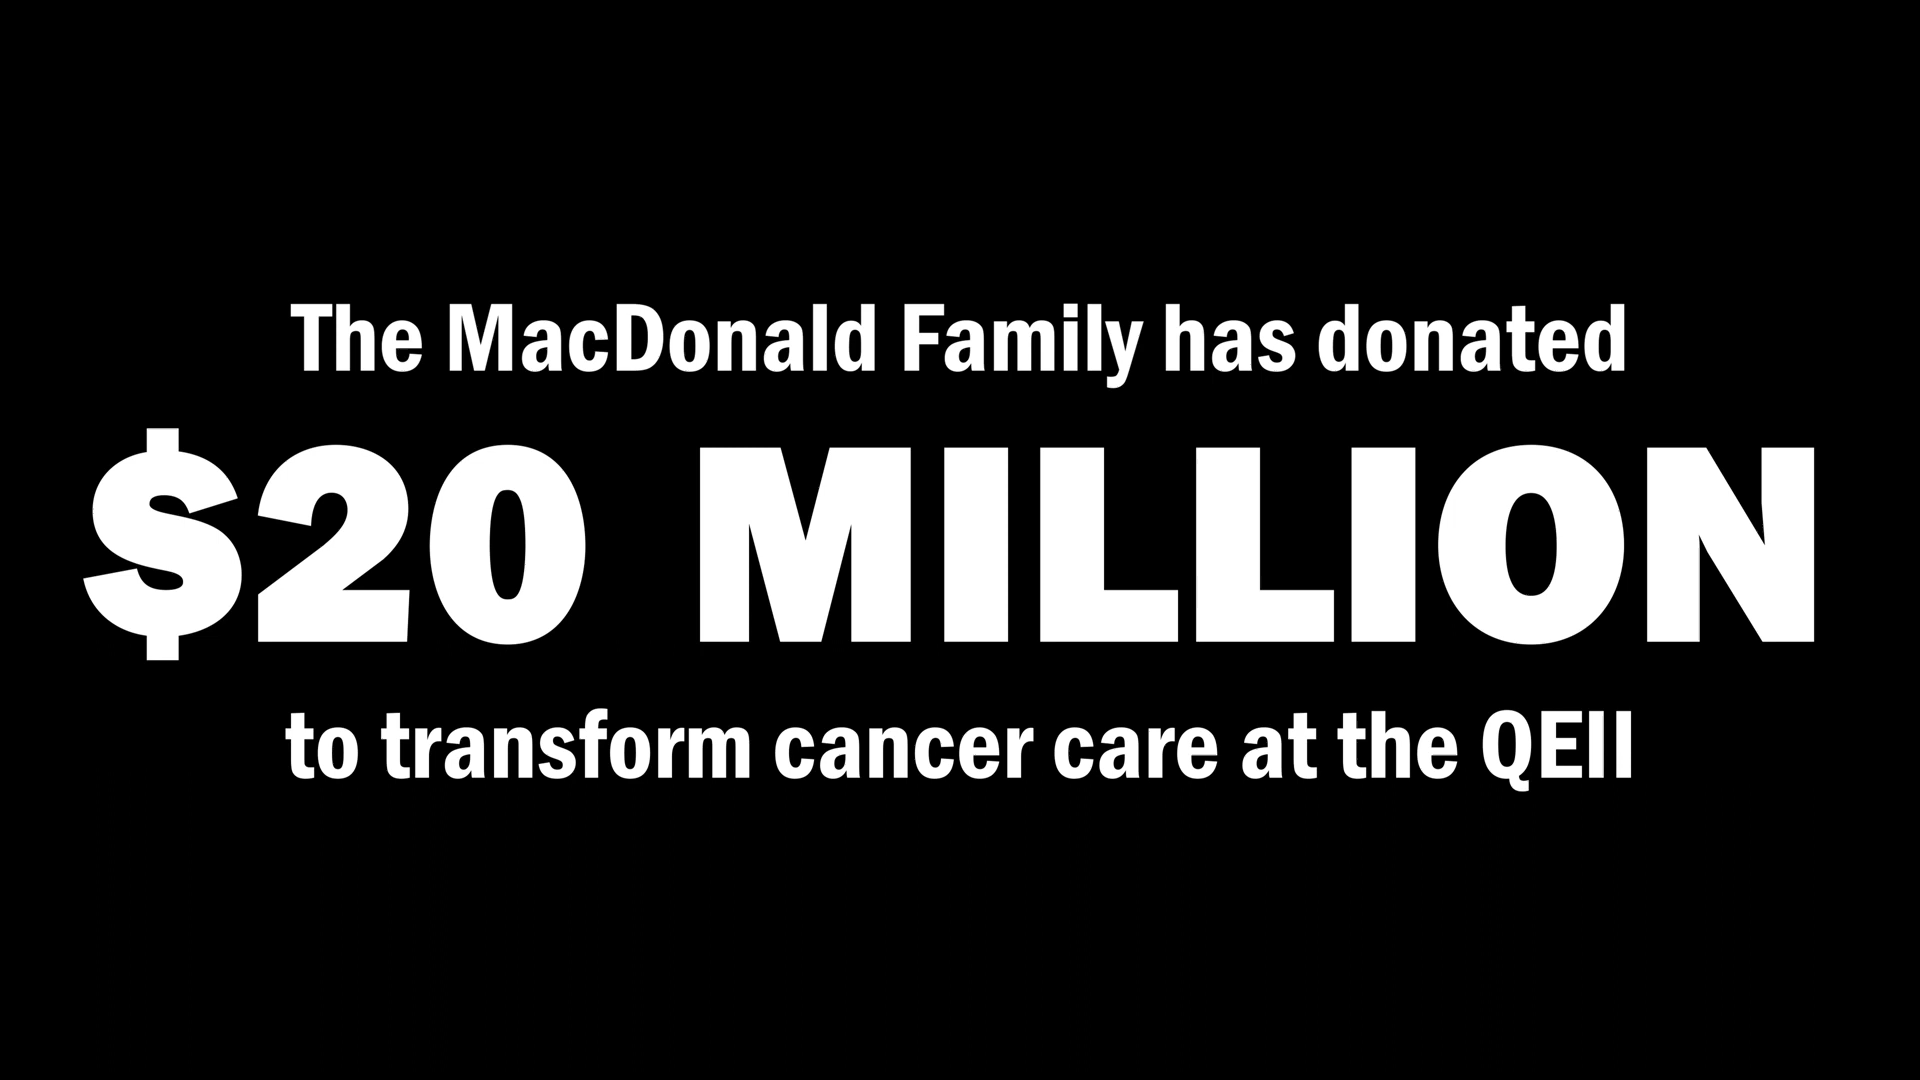 The MacDonald Family has donated
$20 MILLION
to transform cancer care at the QEII